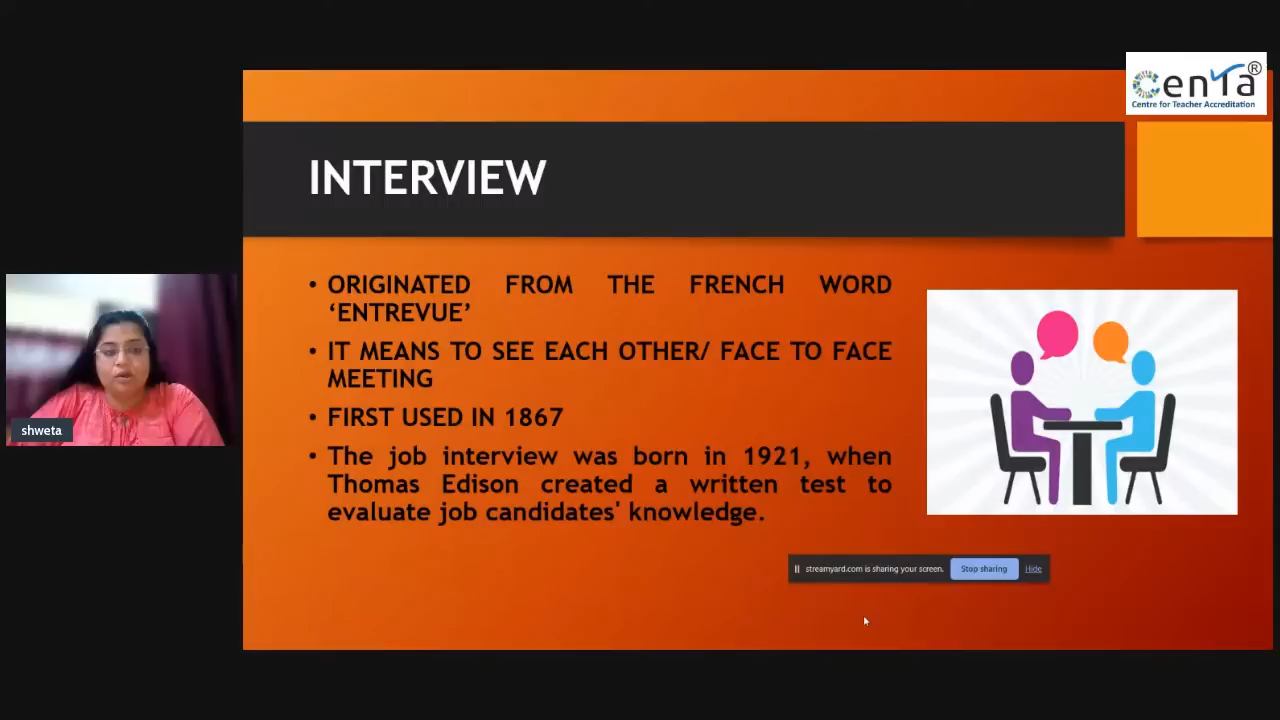 CENTA®
Centre for Teacher Accreditation
INTERVIEW
• ORIGINATED FROM THE FRENCH WORD
‘ENTREVUE’
• IT MEANS TO SEE EACH OTHER/ FACE TO FACE
MEETING
• FIRST USED IN 1867
• The job interview was born in 1921, when
Thomas Edison created a written test to
evaluate job candidates' knowledge.
shweta
streamyard.com is sharing your screen. Stop sharing Hide